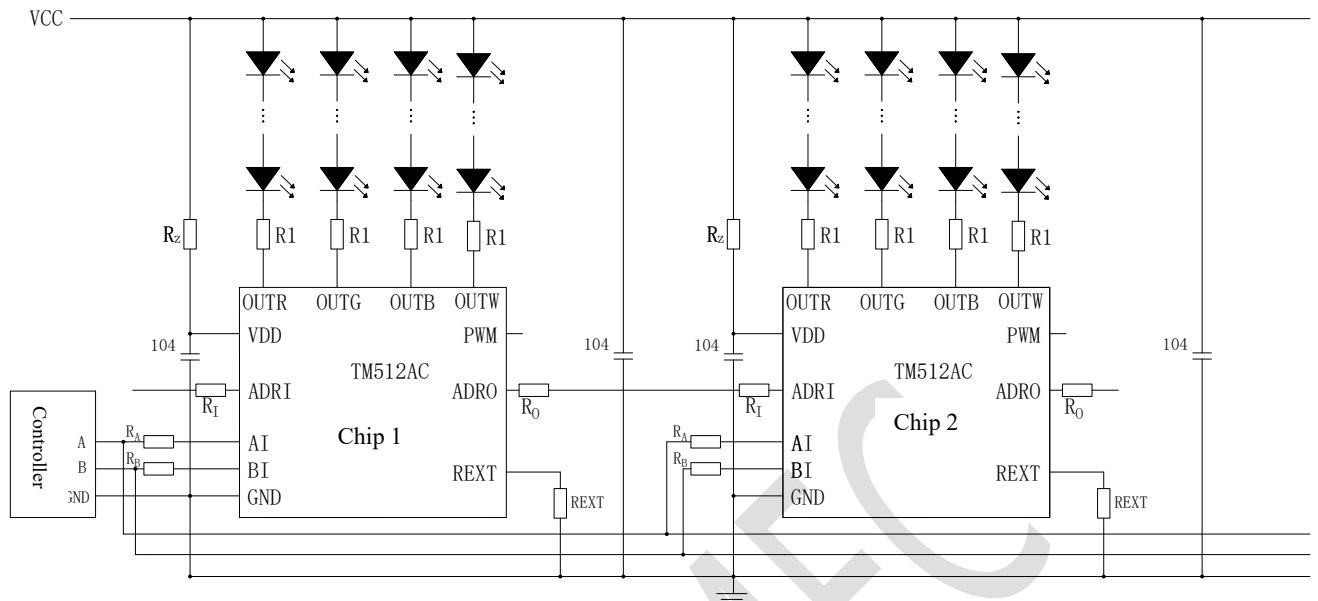 VCC
Rz R1 R1 R1 R1 Rz R1 R1 R1 R1
OUTR OUTG OUTB OUTW OUTR OUTG OUTB OUTW
104 VDD PWM 104 104 VDD PWM 104
TM512AC TM512AC
RI ADRI ADRO RO RI ADRI ADRO RO
Controller A RA AI Chip 1 RA AI Chip 2
B RB BI REXT RB BI REXT
GND GND REXT GND REXT